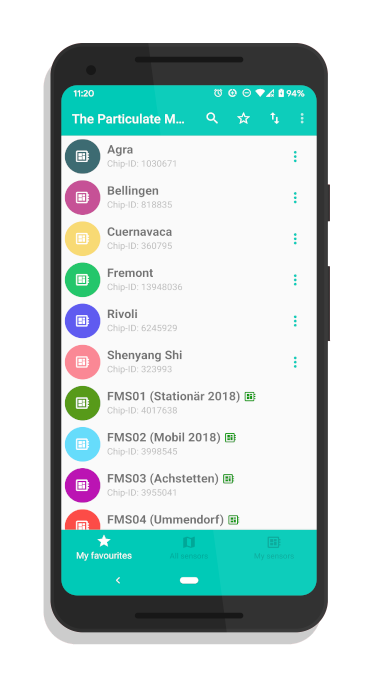 11:20
94%
The Particulate M...
Agra
Chip-ID: 1030671
Bellingen
Chip-ID: 818835
Cuernavaca
Chip-ID: 360795
Fremont
Chip-ID: 13948036
Rivoli
Chip-ID: 6245929
Shenyang Shi
Chip-ID: 323993
FMS01 (Stationär 2018)
Chip-ID: 4017638
FMS02 (Mobil 2018)
Chip-ID: 3998545
FMS03 (Achstetten)
Chip-ID: 3955041
FMS04 (Ummendorf)
My favourites
All sensors
My sensors